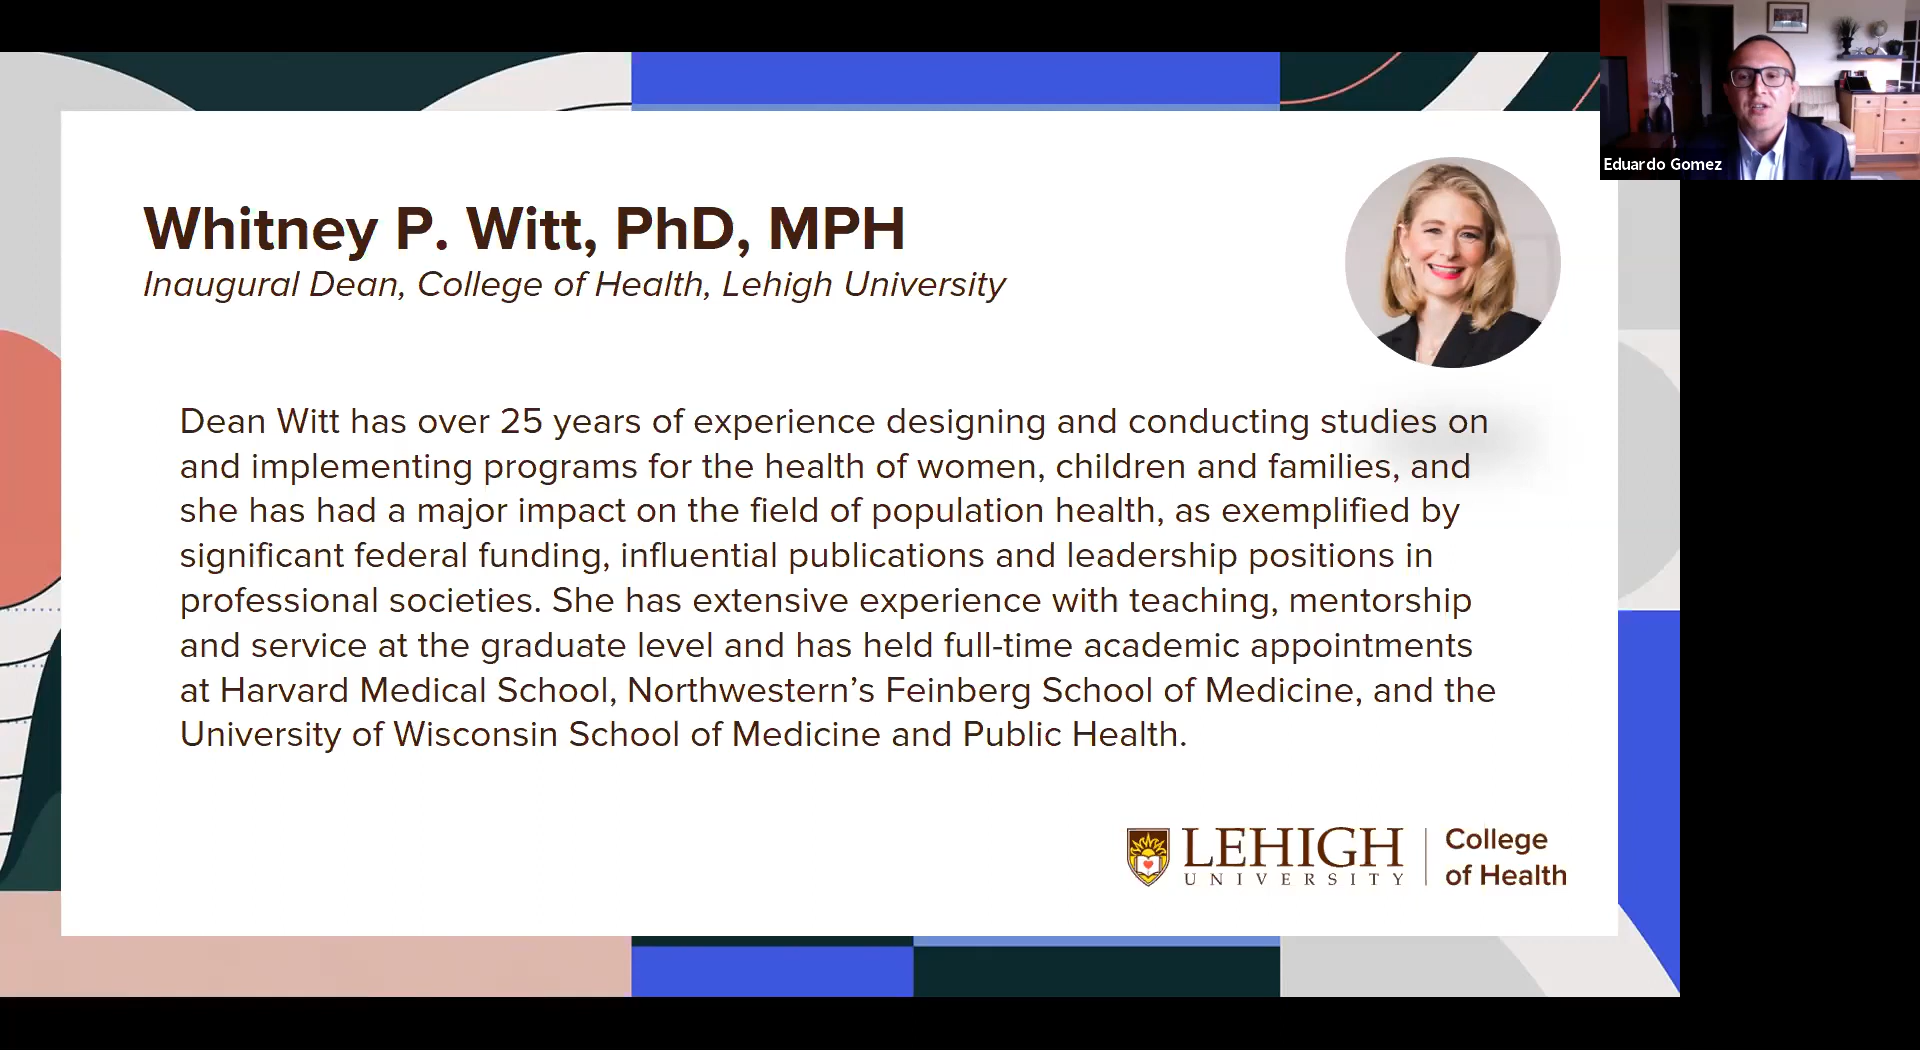 Eduardo Gomez
Whitney P. Witt, PhD, MPH
Inaugural Dean, College of Health, Lehigh University
Dean Witt has over 25 years of experience designing and conducting studies on
and implementing programs for the health of women, children and families, and
she has had a major impact on the field of population health, as exemplified by
significant federal funding, influential publications and leadership positions in
professional societies. She has extensive experience with teaching, mentorship
and service at the graduate level and has held full-time academic appointments
at Harvard Medical School, Northwestern’s Feinberg School of Medicine, and the
University of Wisconsin School of Medicine and Public Health.
LEHIGH
UNIVERSITY
College
of Health